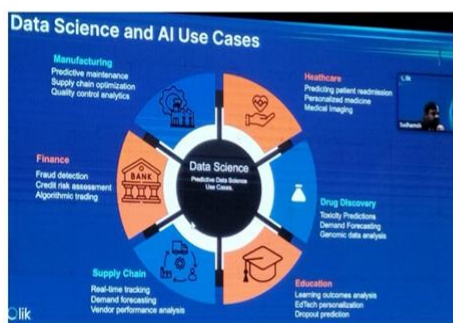 Data Science and AI Use Cases
Manufacturing
Predictive maintenance
Supply chain optimization
Quality control analytics
Heathcare
Predicting patient readmission
Personalized medicine
Medical Imaging
Qlik
Finance
Fraud detection
Credit risk assessment
Algorithmic trading
BANK
Data Science
Predictive Data Science
Use Cases.
Drug Discovery
Toxicity Predictions
Demand Forecasting
Genomic data analysis
Supply Chain
Real-time tracking
Demand forecasting
Vendor performance analysis
Education
Learning outcomes analysis
EdTech personalization
Dropout prediction
Qlik